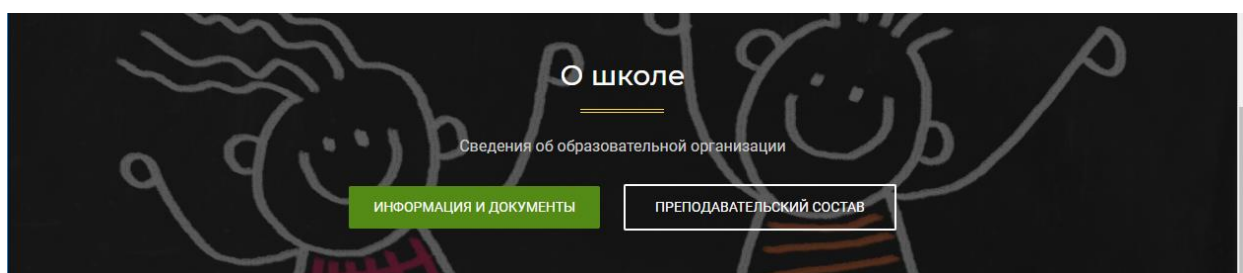 О школе
Сведения об образовательной организации
ИНФОРМАЦИЯ И ДОКУМЕНТЫ
ПРЕПОДАВАТЕЛЬСКИЙ СОСТАВ